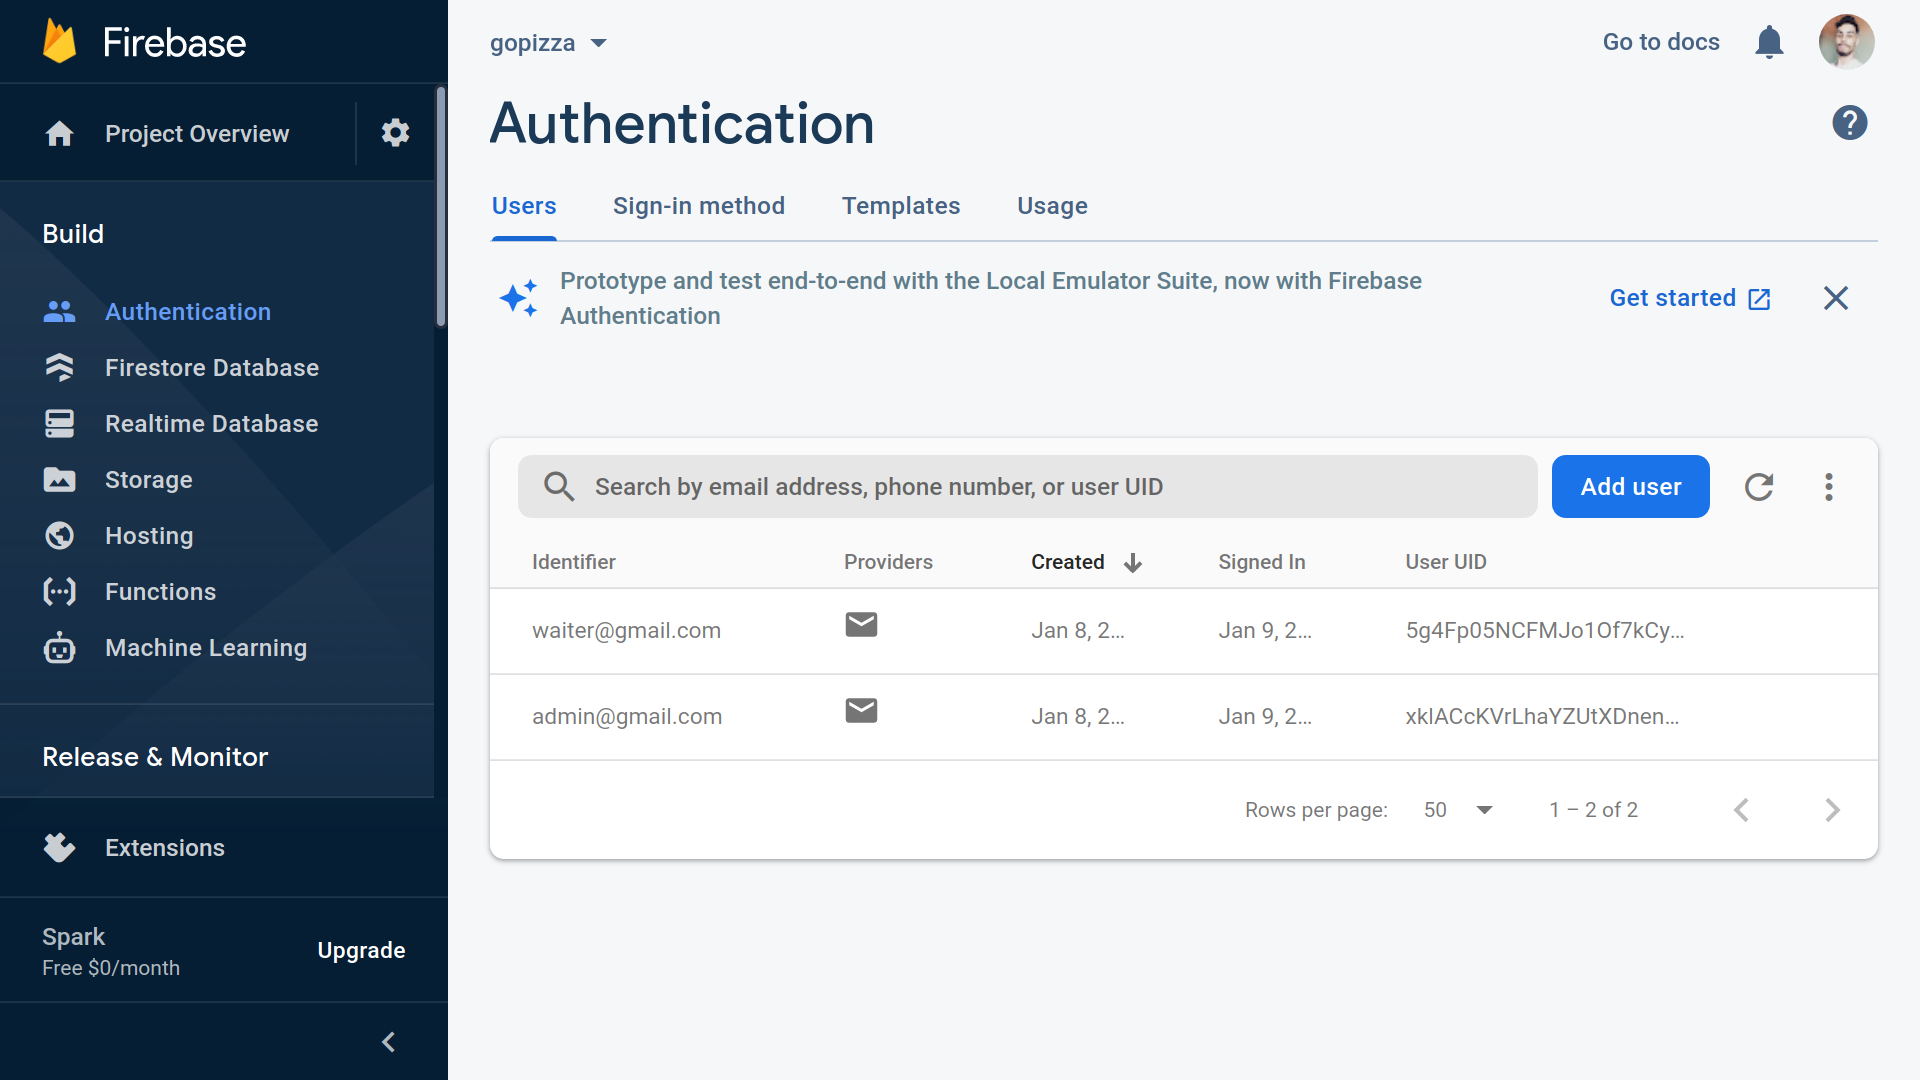 Firebase
Project Overview
Build
Authentication
Firestore Database
Realtime Database
Storage
Hosting
Functions
Machine Learning
Release & Monitor
Extensions
Spark
Free $0/month
Upgrade
gopizza
Go to docs
Authentication
Users Sign-in method Templates Usage
Prototype and test end-to-end with the Local Emulator Suite, now with Firebase
Authentication
Get started
Search by email address, phone number, or user UID
Add user
Identifier Providers Created Signed In User UID
waiter@gmail.com Jan 8, 2... Jan 9, 2... 5g4Fp05NCFMJo1Of7kCy...
admin@gmail.com Jan 8, 2... Jan 9, 2... xklACcKVrLhaYZUtXDnen...
Rows per page: 50 1 – 2 of 2